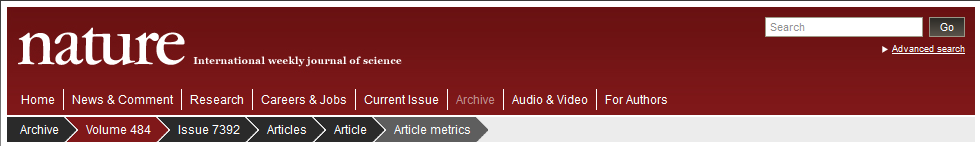 Search Go
nature International weekly journal of science
Advanced search
Home News & Comment Research Careers & Jobs Current Issue Archive Audio & Video For Authors
Archive Volume 484 Issue 7392 Articles Article Article metrics